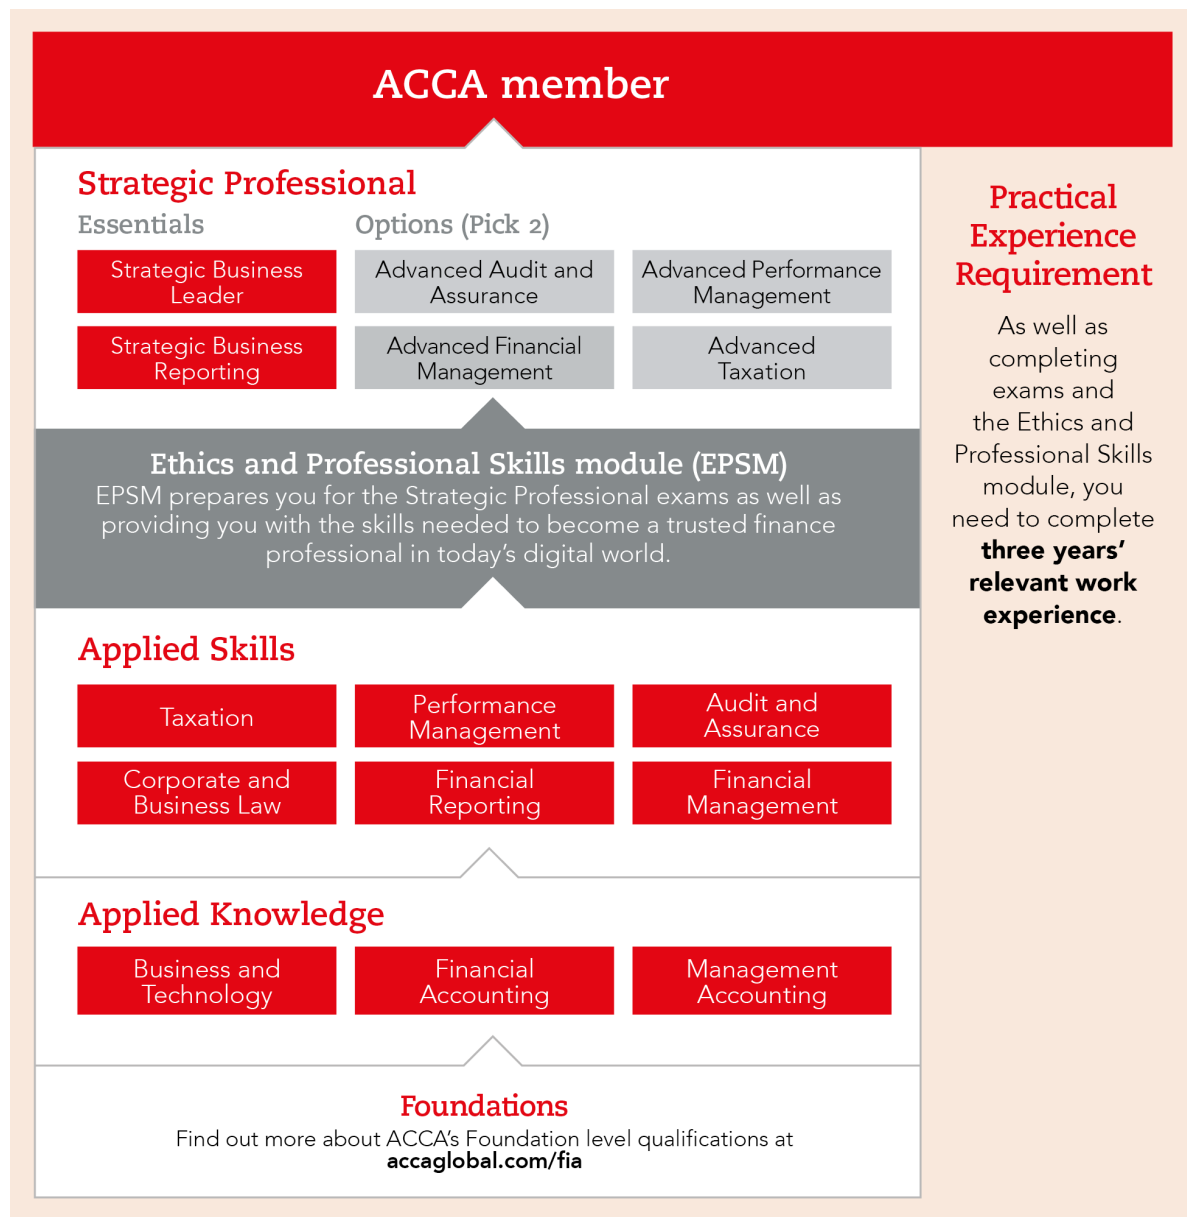 ACCA member
Strategic Professional
Essentials
Options (Pick 2)
Strategic Business
Leader
Advanced Audit and
Assurance
Advanced Performance
Management
Strategic Business
Reporting
Advanced Financial
Management
Advanced
Taxation
Ethics and Professional Skills module (EPSM)
EPSM prepares you for the Strategic Professional exams as well as
providing you with the skills needed to become a trusted finance
professional in today’s digital world.
Applied Skills
Taxation
Performance
Management
Audit and
Assurance
Corporate and
Business Law
Financial
Reporting
Financial
Management
Applied Knowledge
Business and
Technology
Financial
Accounting
Management
Accounting
Foundations
Find out more about ACCA’s Foundation level qualifications at
accaglobal.com/fia
Practical
Experience
Requirement
As well as
completing
exams and
the Ethics and
Professional Skills
module, you
need to complete
three years’
relevant work
experience.